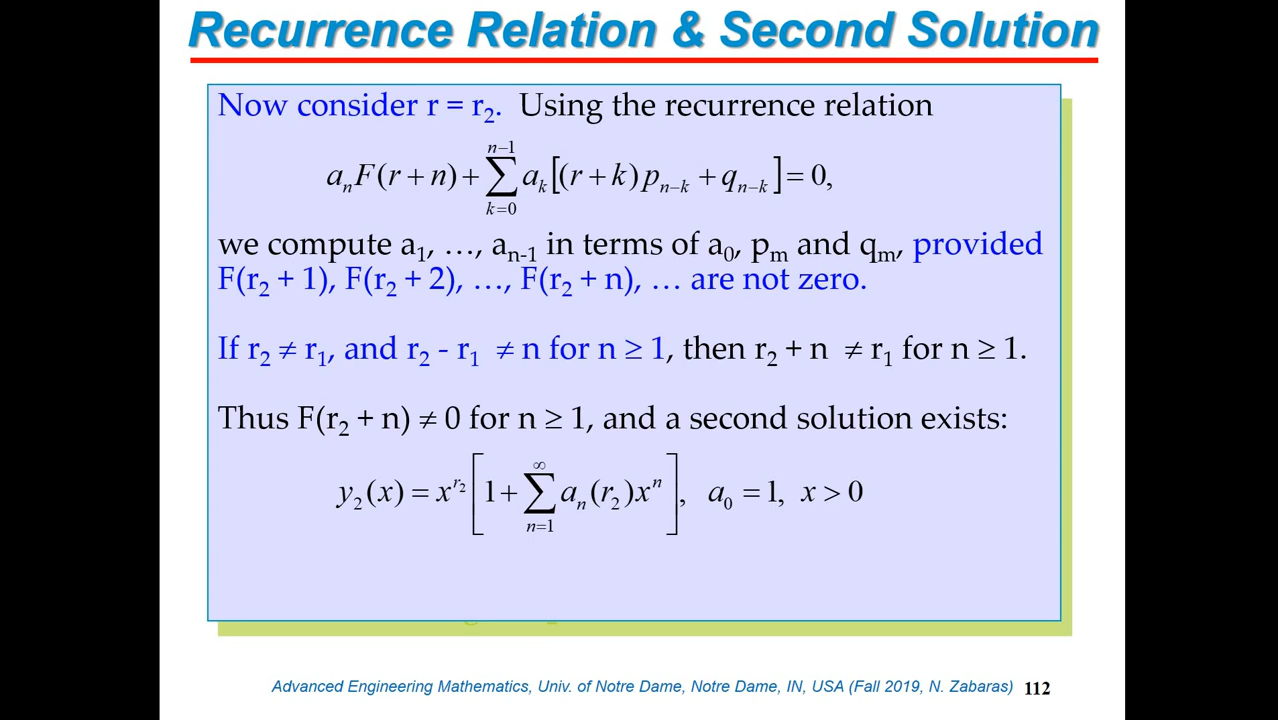 Recurrence Relation & Second Solution
Now consider r = r₂. Using the recurrence relation
aₙF(r + n) + ∑_{k=0}^{n−1} aₖ[(r + k)pₙ₋ₖ + qₙ₋ₖ] = 0,
we compute a₁, …, aₙ₋₁ in terms of a₀, pₘ and qₘ, provided
F(r₂ + 1), F(r₂ + 2), …, F(r₂ + n), … are not zero.
If r₂ ≠ r₁, and r₂ - r₁ ≠ n for n ≥ 1, then r₂ + n ≠ r₁ for n ≥ 1.
Thus F(r₂ + n) ≠ 0 for n ≥ 1, and a second solution exists:
y₂(x) = x^{r₂}[1 + ∑_{n=1}^{∞} aₙ(r₂)xⁿ], a₀ = 1, x > 0
Advanced Engineering Mathematics, Univ. of Notre Dame, Notre Dame, IN, USA (Fall 2019, N. Zabaras) 112